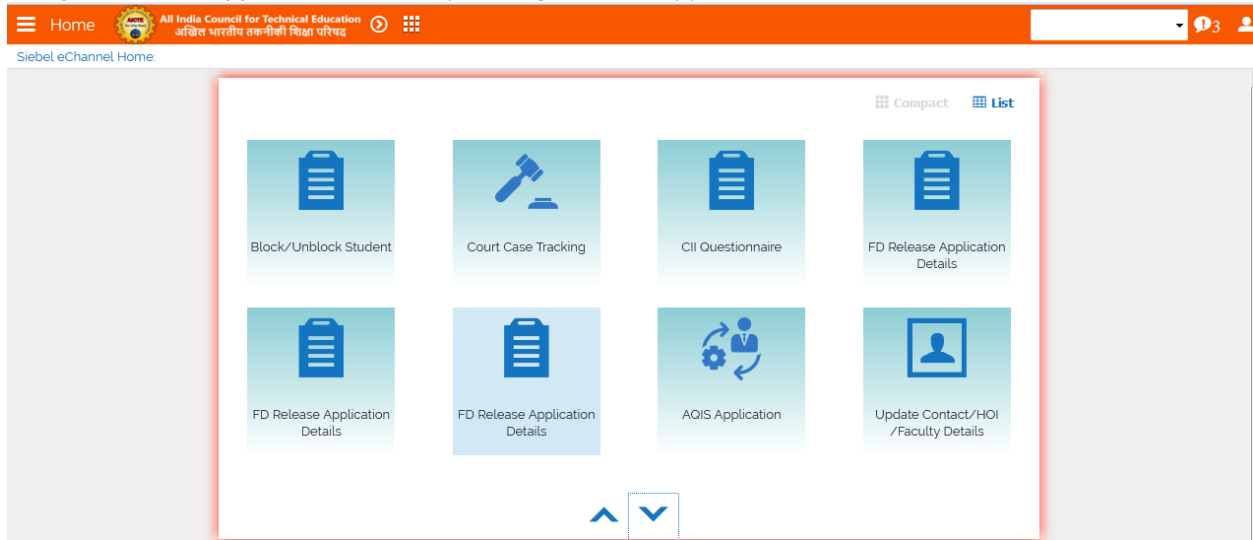 Home
All India Council for Technical Education
अखिल भारतीय तकनीकी शिक्षा परिषद
3
Siebel eChannel Home:
Compact
List
Block/Unblock Student
Court Case Tracking
CII Questionnaire
FD Release Application
Details
FD Release Application
Details
FD Release Application
Details
AQIS Application
Update Contact/HOI
/Faculty Details